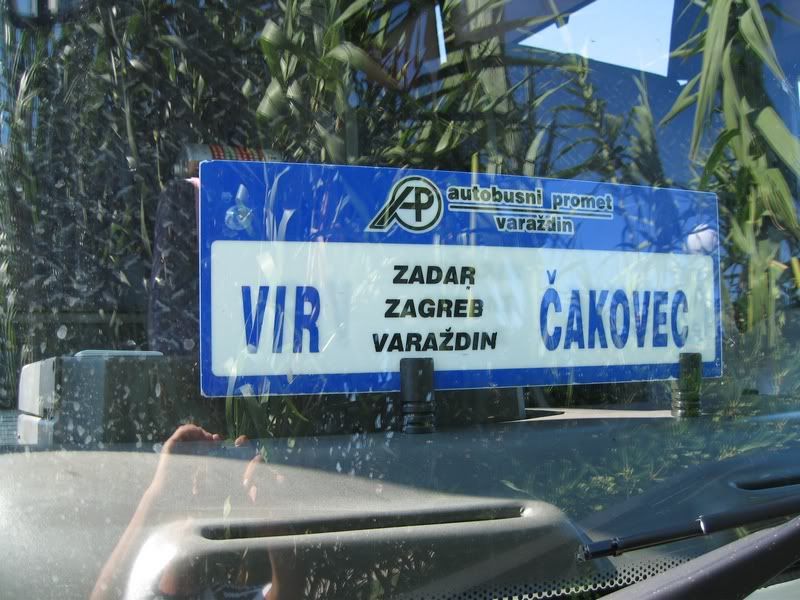 AP autobusni promet
varaždin
VIR
ZADAR
ZAGREB
VARAŽDIN
ČAKOVEC